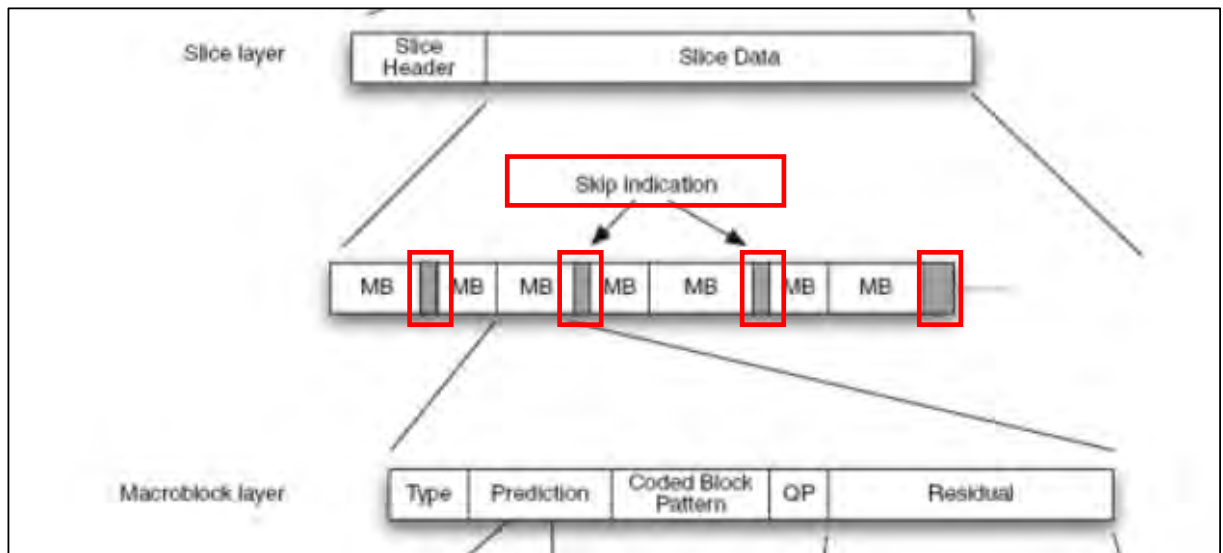 Slice layer
Slice
Header
Slice Data
Skip indication
MB MB MB MB MB MB MB
Macroblock layer
Type
Prediction
Coded Block
Pattern
QP
Residual